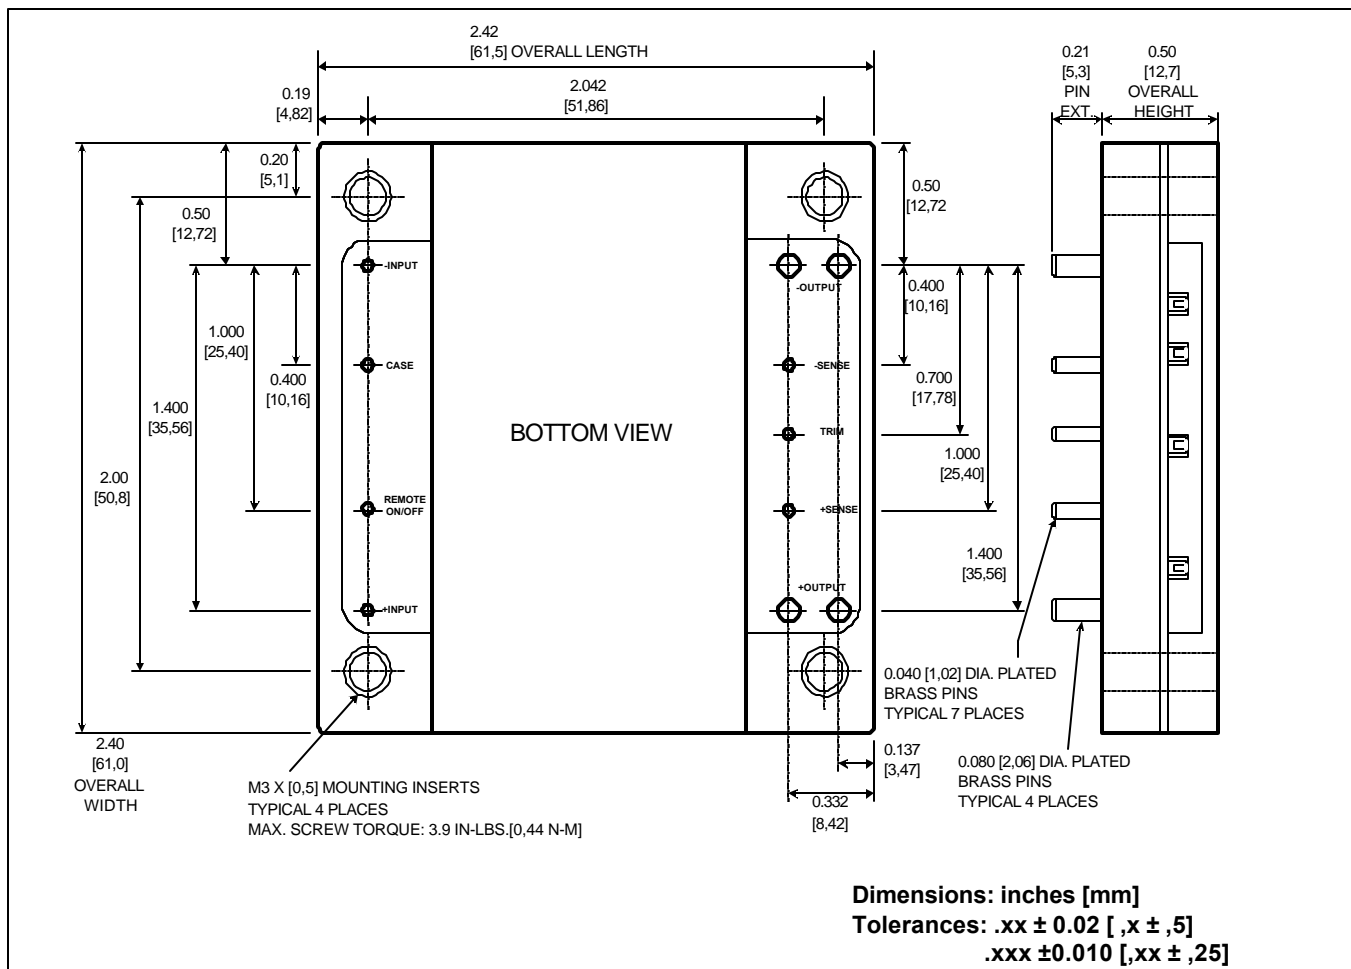 2.42
[61,5] OVERALL LENGTH
0.19
[4,82]
2.042
[51,86]
0.21
[5,3]
PIN
EXT.
0.50
[12,7]
OVERALL
HEIGHT
0.20
[5,1]
0.50
[12,72]
0.50
[12,72
-INPUT
-OUTPUT
0.400
[10,16]
1.000
[25,40]
CASE
-SENSE
0.400
[10,16]
0.700
[17,78]
1.400
[35,56]
BOTTOM VIEW
TRIM
1.000
[25,40]
2.00
[50,8]
REMOTE
ON/OFF
+SENSE
1.400
[35,56]
+INPUT
+OUTPUT
0.040 [1,02] DIA. PLATED
BRASS PINS
TYPICAL 7 PLACES
2.40
[61,0]
OVERALL
WIDTH
0.137
[3,47]
0.080 [2,06] DIA. PLATED
BRASS PINS
TYPICAL 4 PLACES
M3 X [0,5] MOUNTING INSERTS
TYPICAL 4 PLACES
MAX. SCREW TORQUE: 3.9 IN-LBS.[0,44 N-M]
0.332
[8,42]
Dimensions: inches [mm]
Tolerances: .xx ± 0.02 [ ,x ± ,5]
.xxx ±0.010 [,xx ± ,25]